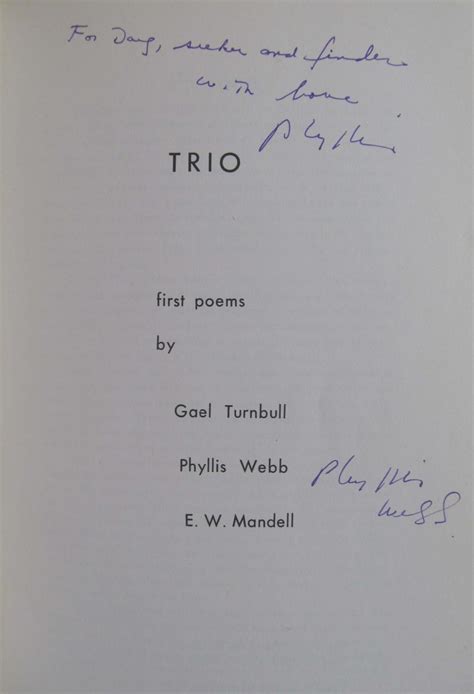 For Doug, seeker and finder
with love
Phyllis
TRIO
first poems
by
Gael Turnbull
Phyllis Webb
Phyllis
Webb
E. W. Mandell